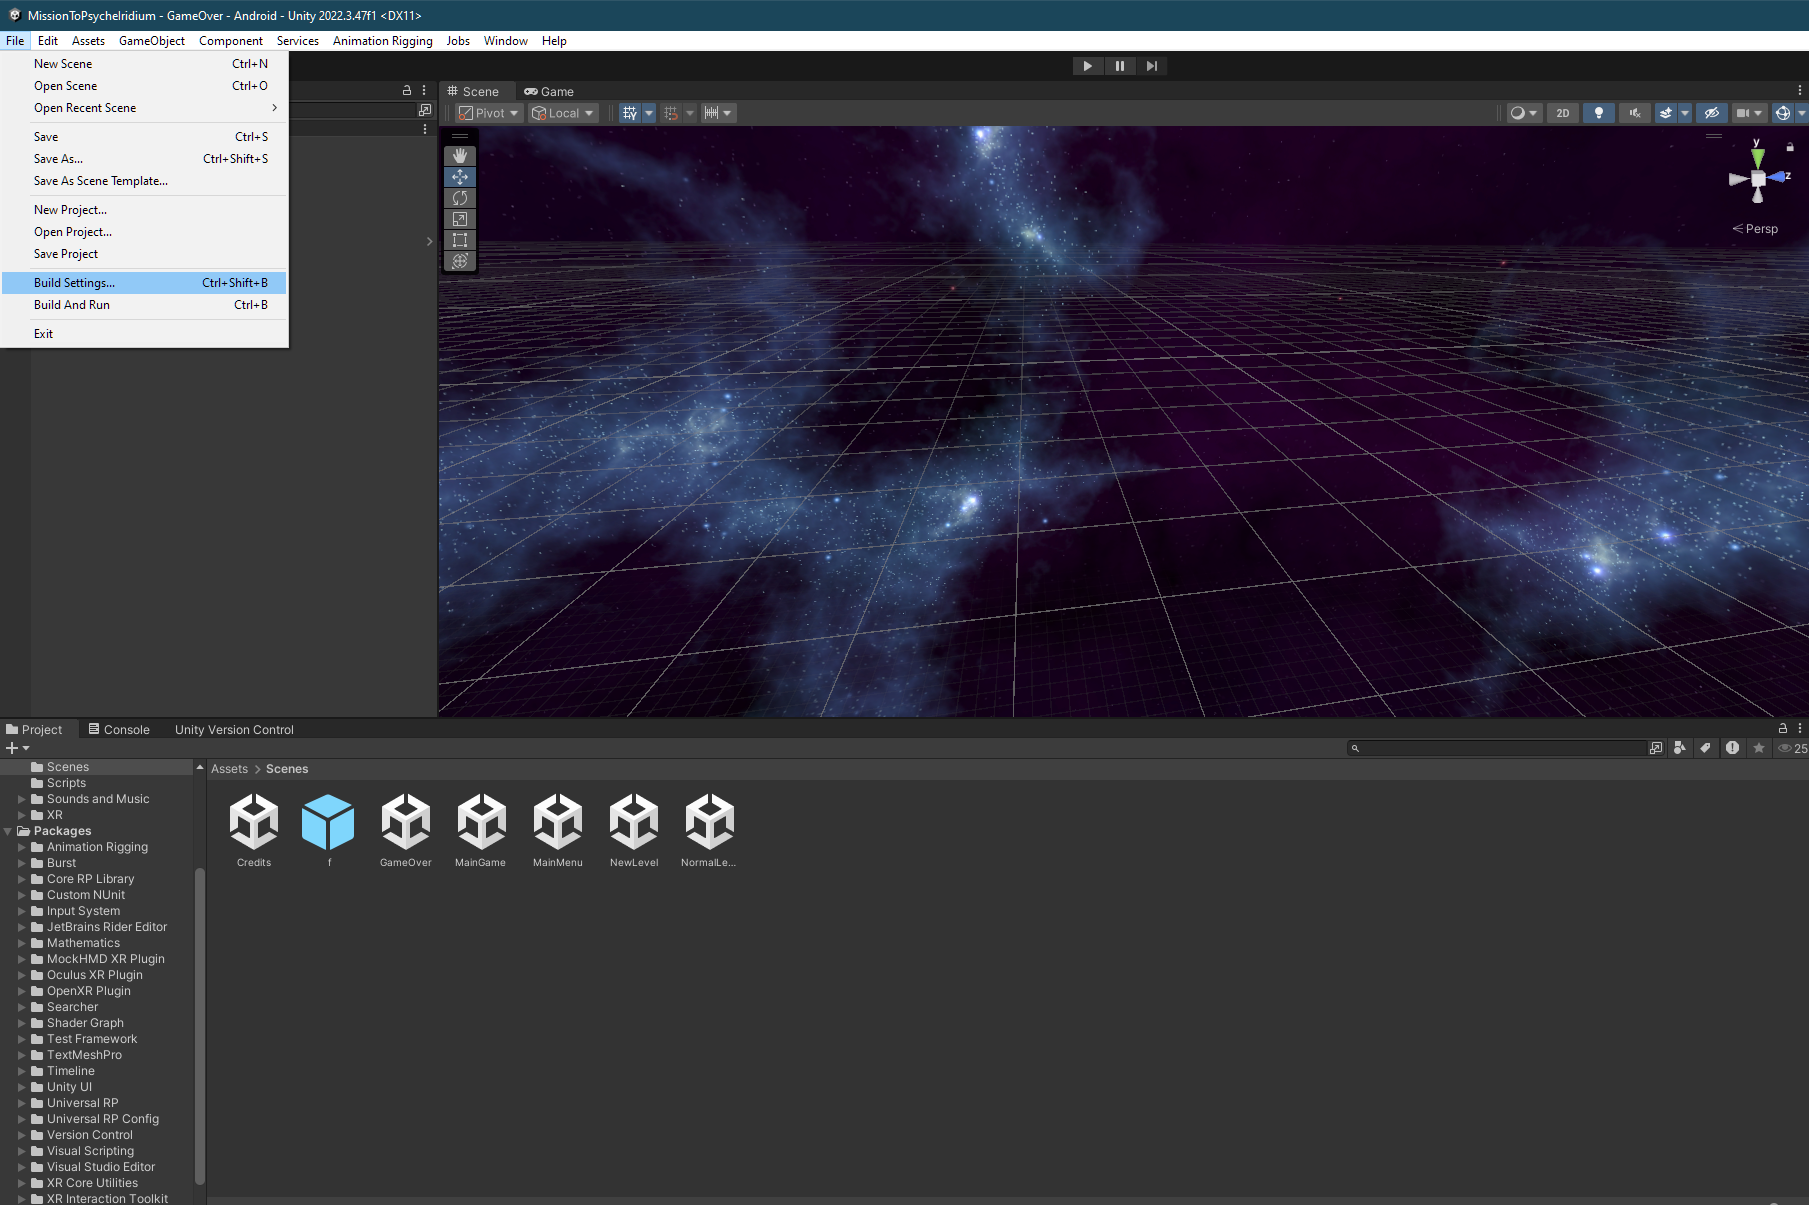 MissionToPsycheIridium - GameOver - Android - Unity 2022.3.47f1 <DX11>
File Edit Assets GameObject Component Services Animation Rigging Jobs Window Help
New Scene Ctrl+N
Open Scene Ctrl+O
Open Recent Scene
Save Ctrl+S
Save As... Ctrl+Shift+S
Save As Scene Template...
New Project...
Open Project...
Save Project
Build Settings... Ctrl+Shift+B
Build And Run Ctrl+B
Exit
Scene Game
Pivot Local 2D
y
z
< Persp
Project Console Unity Version Control
25
Scenes
Scripts
Sounds and Music
XR
Packages
Animation Rigging
Burst
Core RP Library
Custom NUnit
Input System
JetBrains Rider Editor
Mathematics
MockHMD XR Plugin
Oculus XR Plugin
OpenXR Plugin
Searcher
Shader Graph
Test Framework
TextMeshPro
Timeline
Unity UI
Universal RP
Universal RP Config
Version Control
Visual Scripting
Visual Studio Editor
XR Core Utilities
XR Interaction Toolkit
Assets > Scenes
Credits f GameOver MainGame MainMenu NewLevel NormalLe...